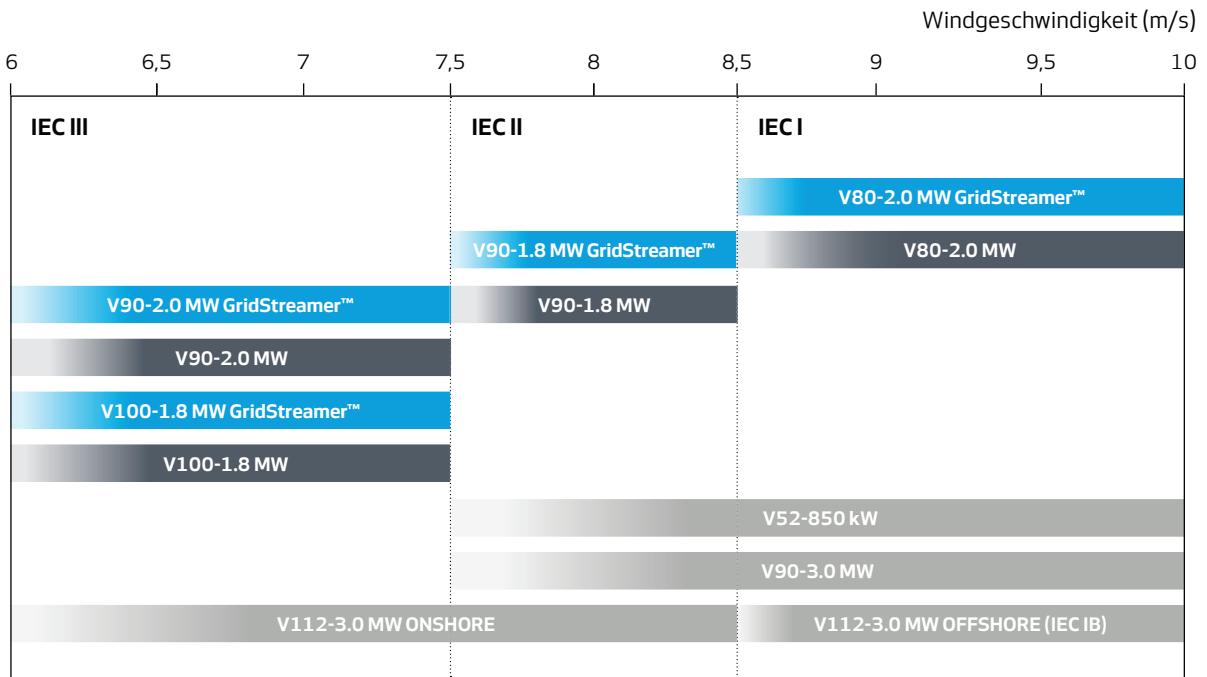 Windgeschwindigkeit (m/s)
6 6,5 7 7,5 8 8,5 9 9,5 10
IEC III IEC II IEC I
V80-2.0 MW GridStreamer™
V90-1.8 MW GridStreamer™ V80-2.0 MW
V90-2.0 MW GridStreamer™ V90-1.8 MW
V90-2.0 MW
V100-1.8 MW GridStreamer™
V100-1.8 MW
V52-850 kW
V90-3.0 MW
V112-3.0 MW ONSHORE V112-3.0 MW OFFSHORE (IEC IB)